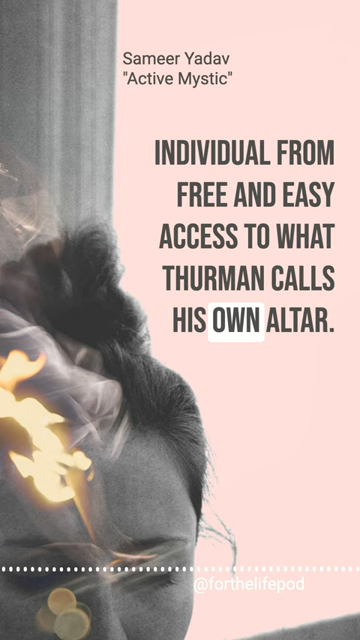 Sameer Yadav
"Active Mystic"
INDIVIDUAL FROM
FREE AND EASY
ACCESS TO WHAT
THURMAN CALLS
HIS OWN ALTAR.
@forthelifepod